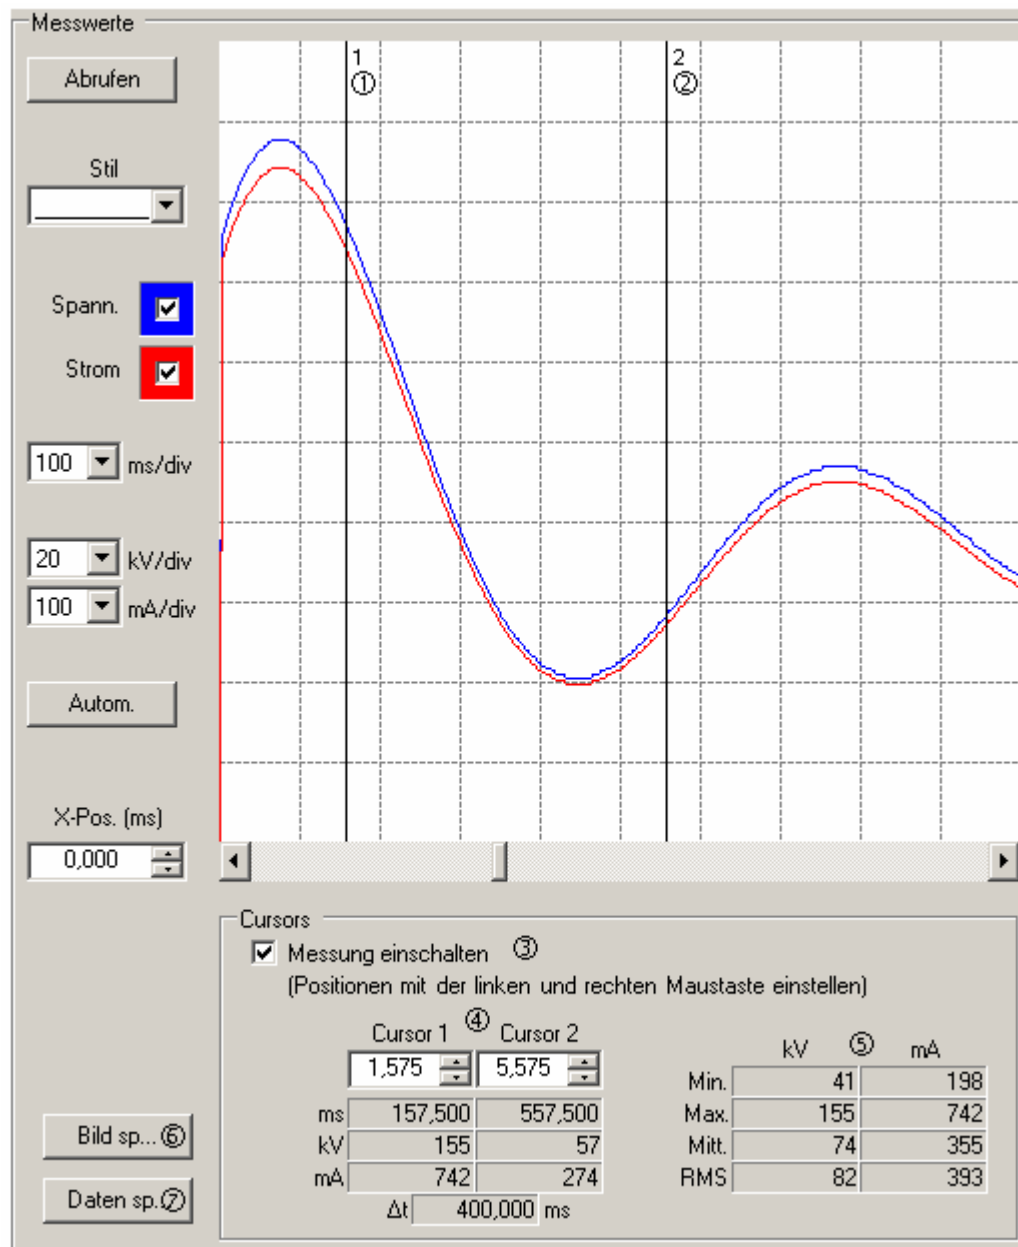 Messwerte
Abrufen
1
①
2
②
Stil
Spann.
Strom
100 ms/div
20 kV/div
100 mA/div
Autom.
X-Pos. (ms)
0,000
Cursors
Messung einschalten ③
(Positionen mit der linken und rechten Maustaste einstellen)
Cursor 1 ④ Cursor 2
1,575 5,575
ms 157,500 557,500
kV 155 57
mA 742 274
Δt 400,000 ms
kV ⑤ mA
Min. 41 198
Max. 155 742
Mitt. 74 355
RMS 82 393
Bild sp... ⑥
Daten sp. ⑦